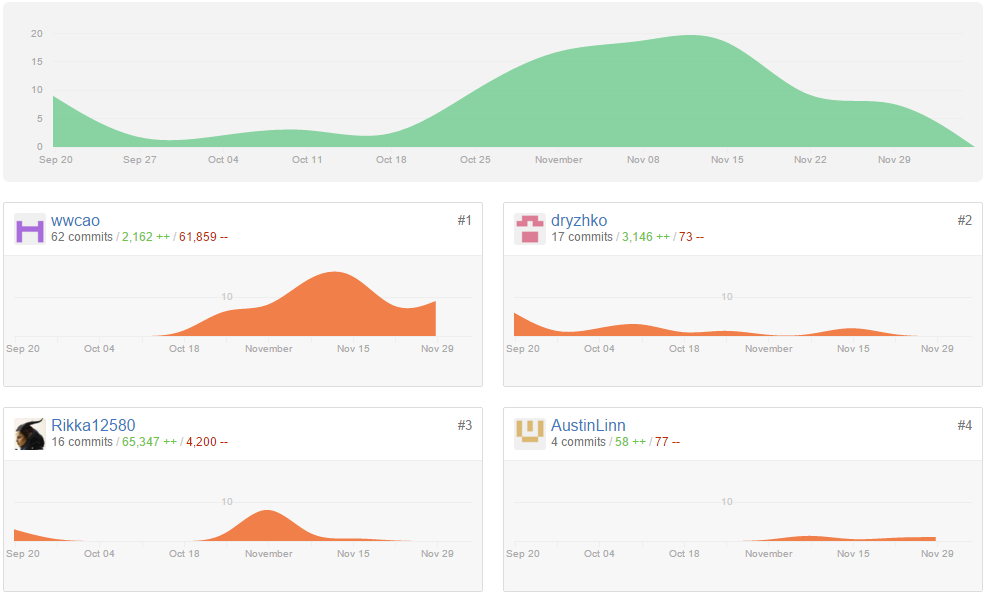 20
15
10
5
0
Sep 20 Sep 27 Oct 04 Oct 11 Oct 18 Oct 25 November Nov 08 Nov 15 Nov 22 Nov 29
wwcao #1
62 commits / 2,162 ++ / 61,859 --
10
Sep 20 Oct 04 Oct 18 November Nov 15 Nov 29
dryzhko #2
17 commits / 3,146 ++ / 73 --
10
Sep 20 Oct 04 Oct 18 November Nov 15 Nov 29
Rikka12580 #3
16 commits / 65,347 ++ / 4,200 --
10
Sep 20 Oct 04 Oct 18 November Nov 15 Nov 29
AustinLinn #4
4 commits / 58 ++ / 77 --
10
Sep 20 Oct 04 Oct 18 November Nov 15 Nov 29